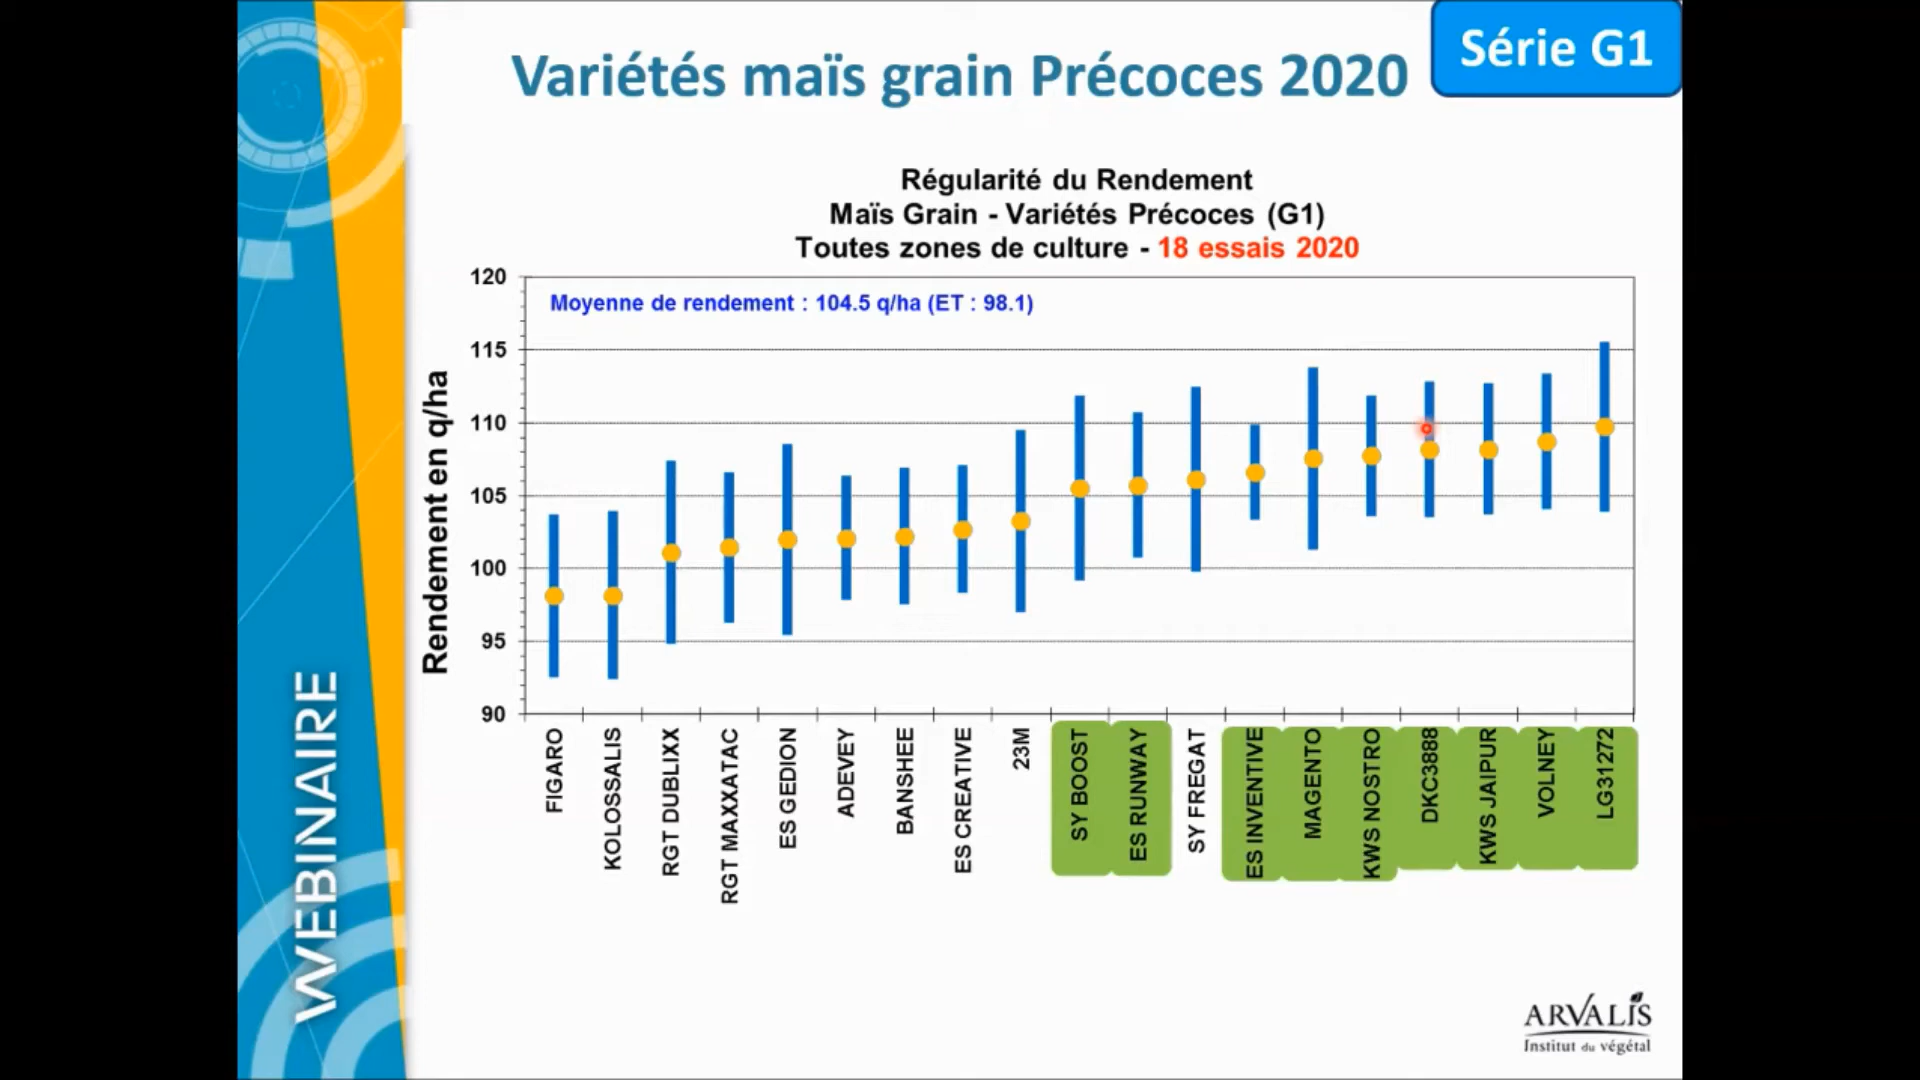 Série G1
Variétés maïs grain Précoces 2020
Régularité du Rendement
Maïs Grain - Variétés Précoces (G1)
Toutes zones de culture - 18 essais 2020
Moyenne de rendement : 104.5 q/ha (ET : 98.1)
Rendement en q/ha
120
115
110
105
100
95
90
FIGARO
KOLOSSALIS
RGT DUBLIXX
RGT MAXXATAC
ES GEDION
ADEVEY
BANSHEE
ES CREATIVE
23M
SY BOOST
ES RUNWAY
SY FREGAT
ES INVENTIVE
MAGENTO
KWS NOSTRO
DKC3888
KWS JAIPUR
VOLNEY
LG31272
WEBINAIRE
ARVALIS
Institut du végétal